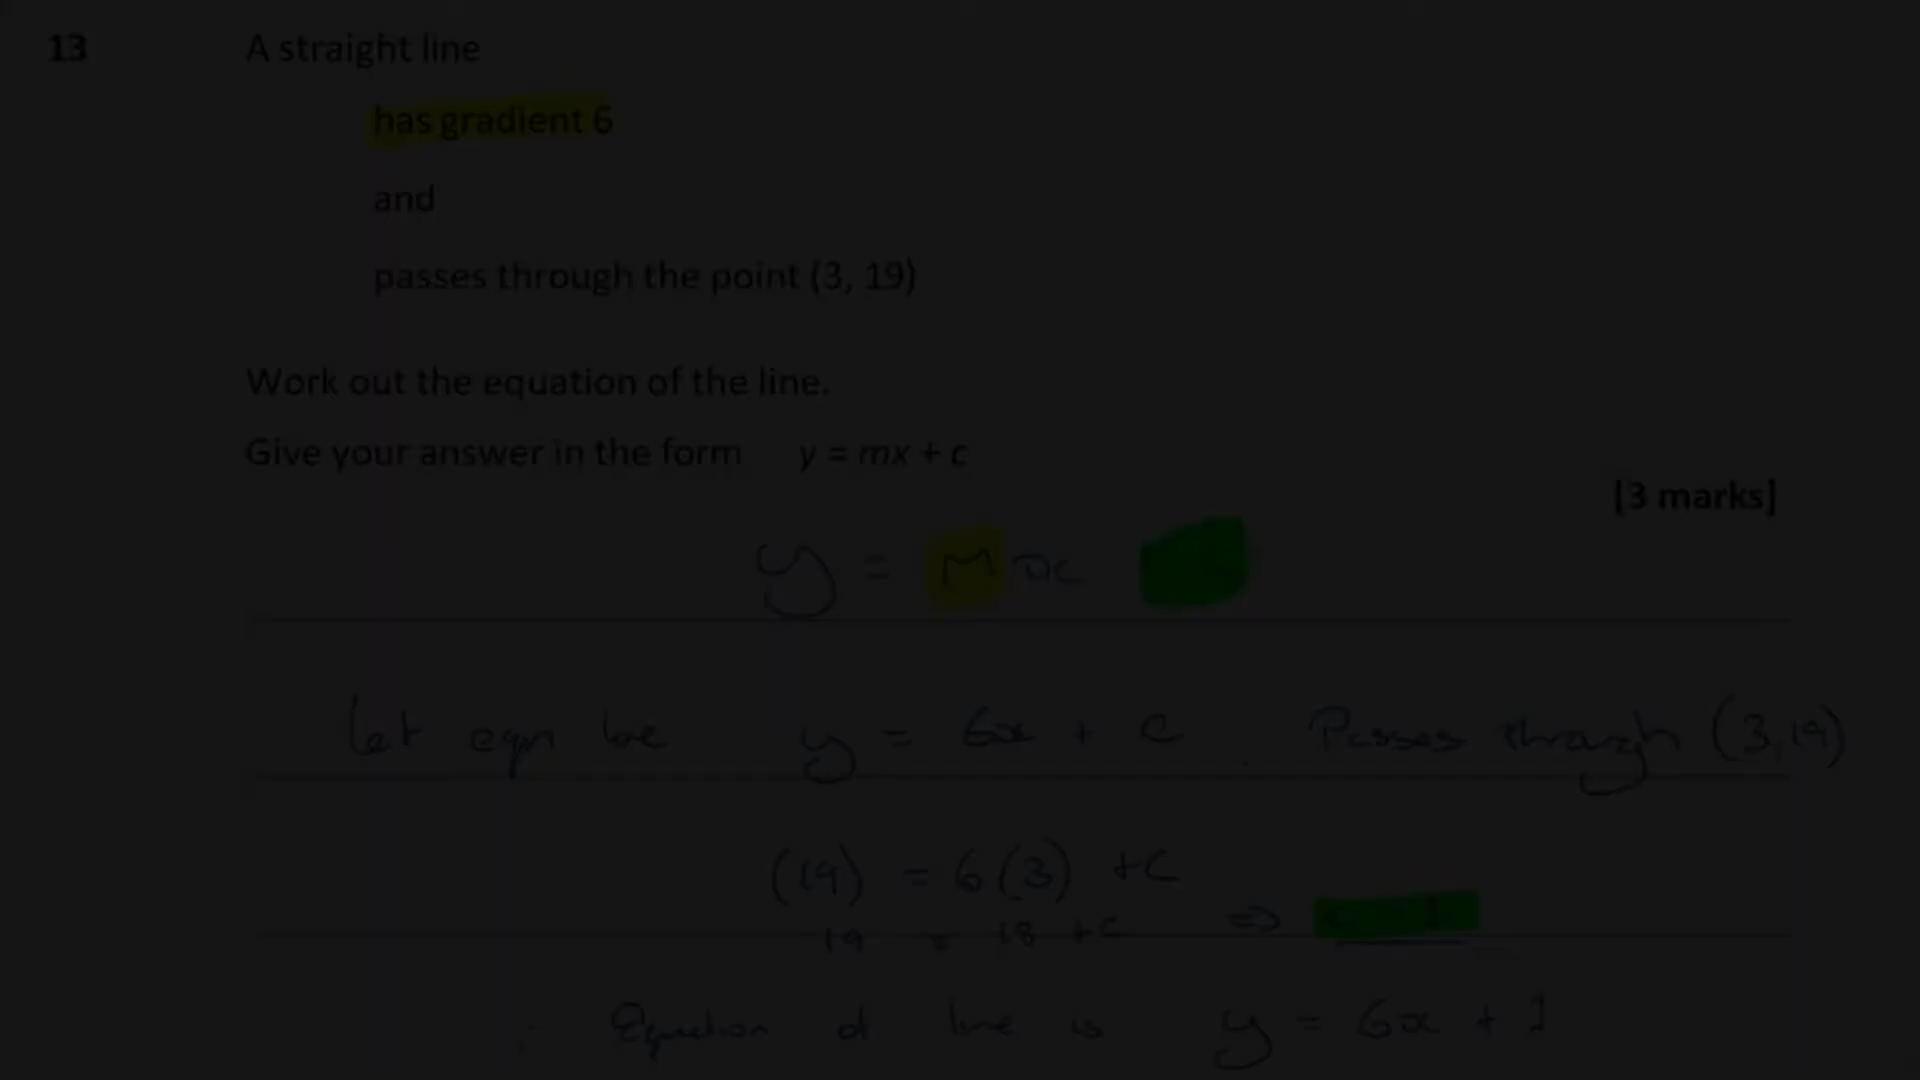 13 A straight line
has gradient 6
and
passes through the point (3, 19)
Work out the equation of the line.
Give your answer in the form y = mx + c
[3 marks]
y = Mx
Let eqn be y = 6x + C Passes through (3,19)
(19) = 6(3) +C
19 = 18 +C => C = 1
∴ Equation of line is y = 6x + 1